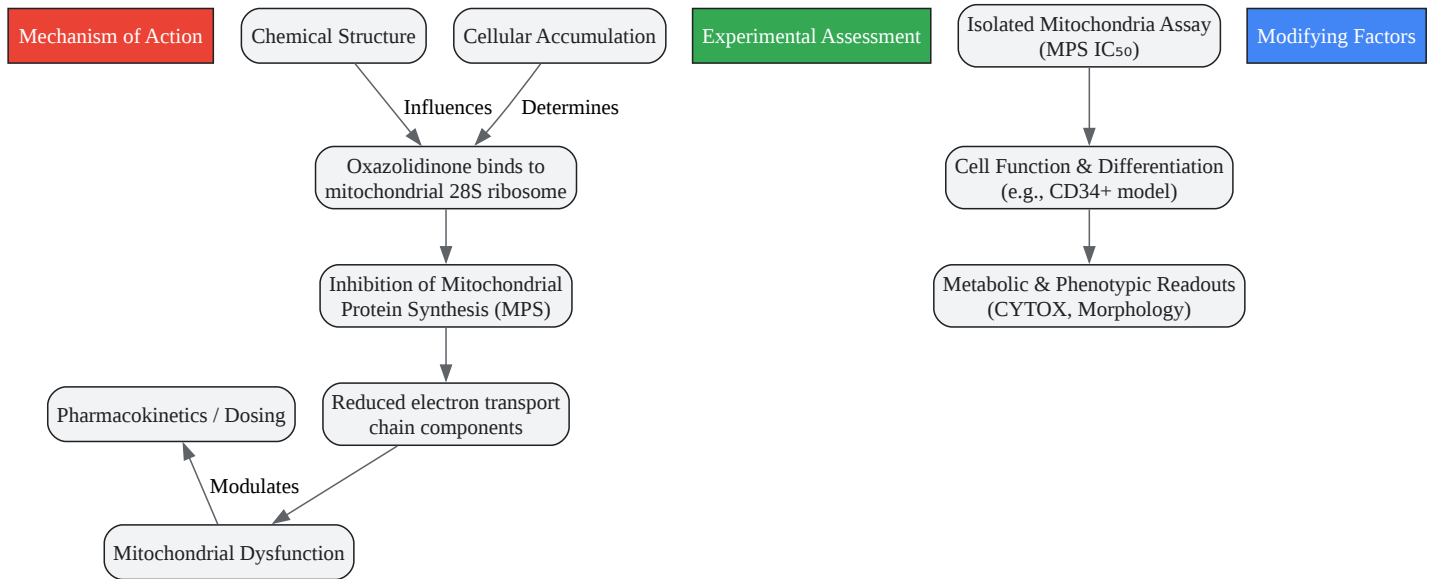 Mechanism of Action
Chemical Structure
Cellular Accumulation
Experimental Assessment
Isolated Mitochondria Assay
(MPS IC₅₀)
Modifying Factors
Influences
Determines
Oxazolidinone binds to
mitochondrial 28S ribosome
Cell Function & Differentiation
(e.g., CD34+ model)
Inhibition of Mitochondrial
Protein Synthesis (MPS)
Metabolic & Phenotypic Readouts
(CYTOX, Morphology)
Pharmacokinetics / Dosing
Reduced electron transport
chain components
Modulates
Mitochondrial Dysfunction